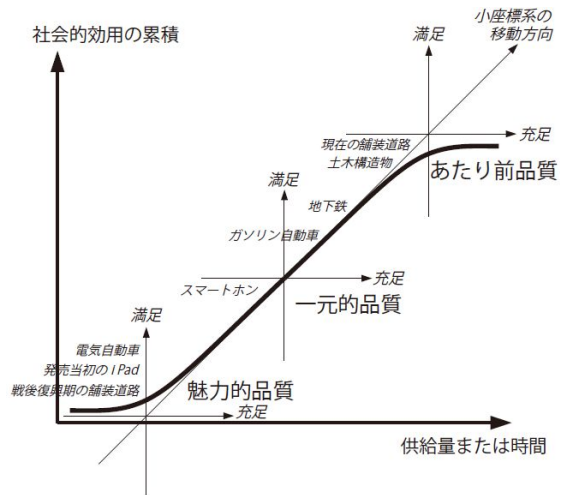 小座標系の
移動方向
社会的効用の累積
満足
充足
現在の舗装道路
土木構造物
あたり前品質
満足
地下鉄
ガソリン自動車
充足
スマートホン
一元的品質
満足
電気自動車
発売当初の I Pad
戦後復興期の舗装道路
魅力的品質
充足
供給量または時間